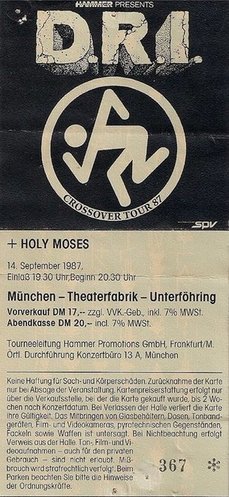 HAMMER PRESENTS
D.R.I.
CROSSOVER TOUR 87
SPV
+ HOLY MOSES
14. September 1987,
Einlaß 19.30 Uhr, Beginn 20.30 Uhr
München – Theaterfabrik – Unterföhring
Vorverkauf DM 17,– zzgl. VVK.-Geb., inkl. 7% MWSt.
Abendkasse DM 20,– incl. 7% MWSt.
Tourneeleitung Hammer Promotions GmbH, Frankfurt/M.
Örtl. Durchführung Konzertbüro 13 A, München
Keine Haftung für Sach- und Körperschäden. Zurücknahme der Karte
nur bei Absage der Veranstaltung. Kartenpreiserstattung erfolgt nur
über die Verkaufsstelle, bei der die Karte gekauft wurde, bis 2 Wo-
chen nach Konzertdatum. Bei Verlassen der Halle verliert die Karte
ihre Gültigkeit. Das Mitbringen von Glasbehältern, Dosen, Tonband-
geräten, Film- und Videokameras, pyrotechnischen Gegenständen,
Fackeln sowie Waffen ist untersagt. Bei Nichtbeachtung erfolgt
Verweis aus der Halle. Ton-, Film- und Vi-
deoaufnahmen – auch für den privaten
Gebrauch – sind nicht erlaubt. Miß-
brauch wird strafrechtlich verfolgt. Beim
Parken beachten Sie bitte die Hinweise
der Ordnungskräfte.
367 *